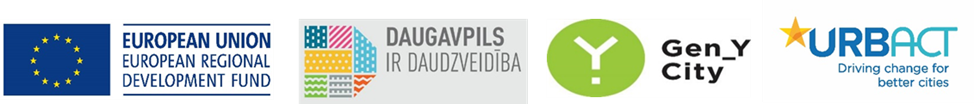 EUROPEAN UNION
EUROPEAN REGIONAL
DEVELOPMENT FUND
DAUGAVPILS
IR DAUDZVEIDĪBA
Gen_Y
City
URBACT
Driving change for
better cities